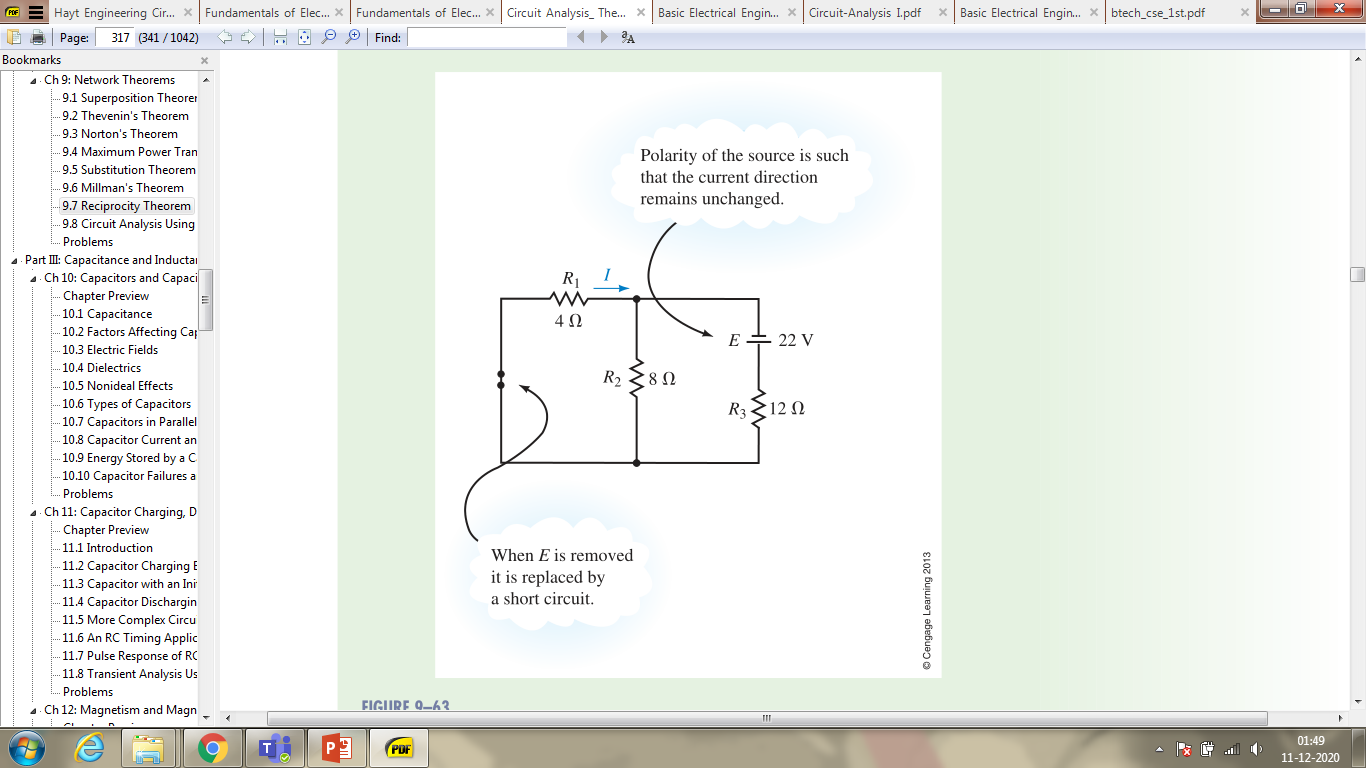 Hayt Engineering Cir... Fundamentals of Elec... Fundamentals of Elec... Circuit Analysis_ The... Basic Electrical Engin... Circuit-Analysis I.pdf Basic Electrical Engin... btech_cse_1st.pdf
Page: 317 (341 / 1042) Find:
Bookmarks
Ch 9: Network Theorems
9.1 Superposition Theorer
9.2 Thevenin's Theorem
9.3 Norton's Theorem
9.4 Maximum Power Tran
9.5 Substitution Theorem
9.6 Millman's Theorem
9.7 Reciprocity Theorem
9.8 Circuit Analysis Using
Problems
Part III: Capacitance and Inductar
Ch 10: Capacitors and Capaci
Chapter Preview
10.1 Capacitance
10.2 Factors Affecting Cap
10.3 Electric Fields
10.4 Dielectrics
10.5 Nonideal Effects
10.6 Types of Capacitors
10.7 Capacitors in Parallel
10.8 Capacitor Current an
10.9 Energy Stored by a C
10.10 Capacitor Failures a
Problems
Ch 11: Capacitor Charging, D
Chapter Preview
11.1 Introduction
11.2 Capacitor Charging E
11.3 Capacitor with an Ini
11.4 Capacitor Dischargin
11.5 More Complex Circu
11.6 An RC Timing Applic
11.7 Pulse Response of RC
11.8 Transient Analysis Us
Problems
Ch 12: Magnetism and Magn
Polarity of the source is such
that the current direction
remains unchanged.
R1 I
4 Ω
E 22 V
R2 8 Ω
R3 12 Ω
When E is removed
it is replaced by
a short circuit.
© Cengage Learning 2013
FIGURE 9–63
PDF
01:49
11-12-2020